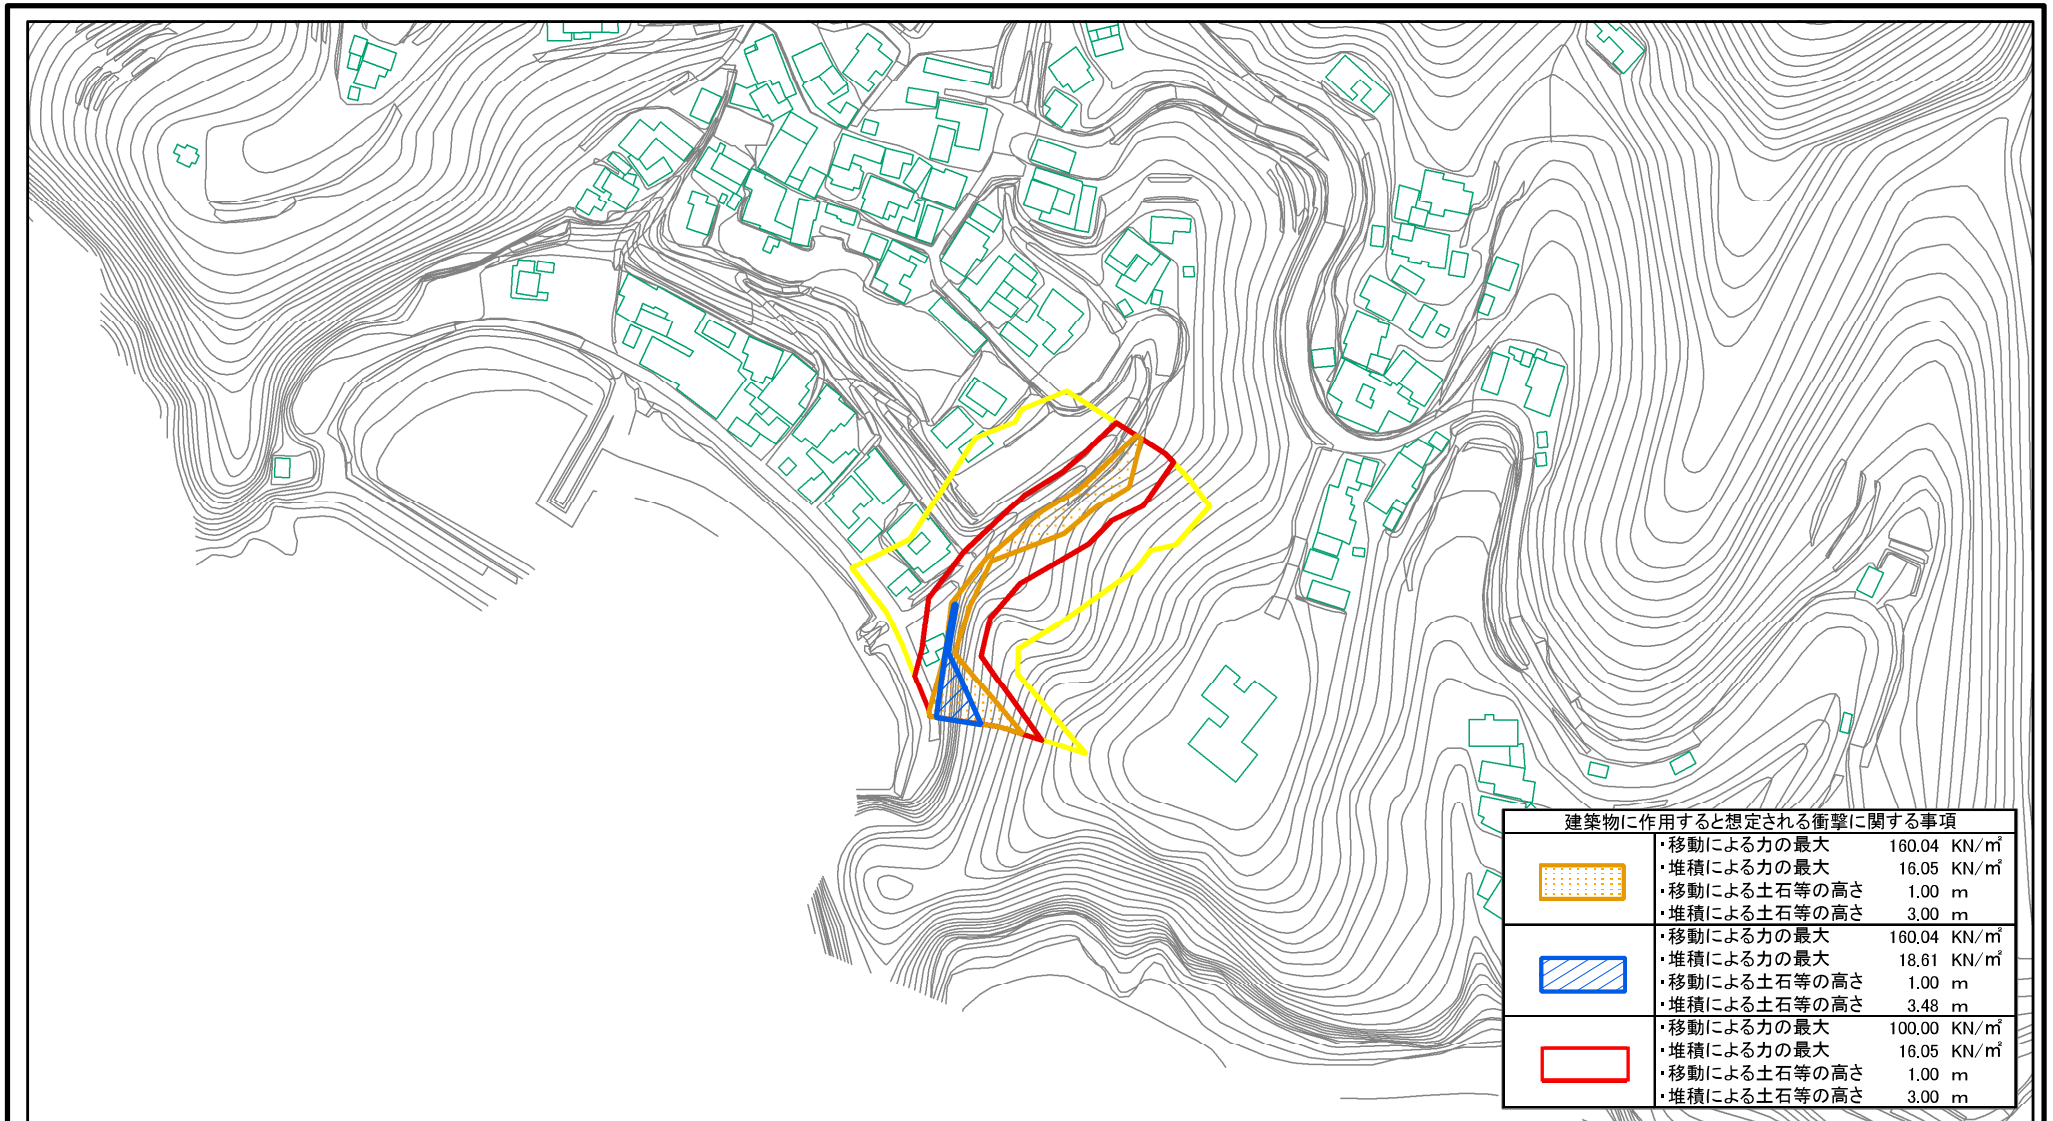 建築物に作用すると想定される衝撃に関する事項
・移動による力の最大 160.04 KN/㎡
・堆積による力の最大 16.05 KN/㎡
・移動による土石等の高さ 1.00 m
・堆積による土石等の高さ 3.00 m
・移動による力の最大 160.04 KN/㎡
・堆積による力の最大 18.61 KN/㎡
・移動による土石等の高さ 1.00 m
・堆積による土石等の高さ 3.48 m
・移動による力の最大 100.00 KN/㎡
・堆積による力の最大 16.05 KN/㎡
・移動による土石等の高さ 1.00 m
・堆積による土石等の高さ 3.00 m